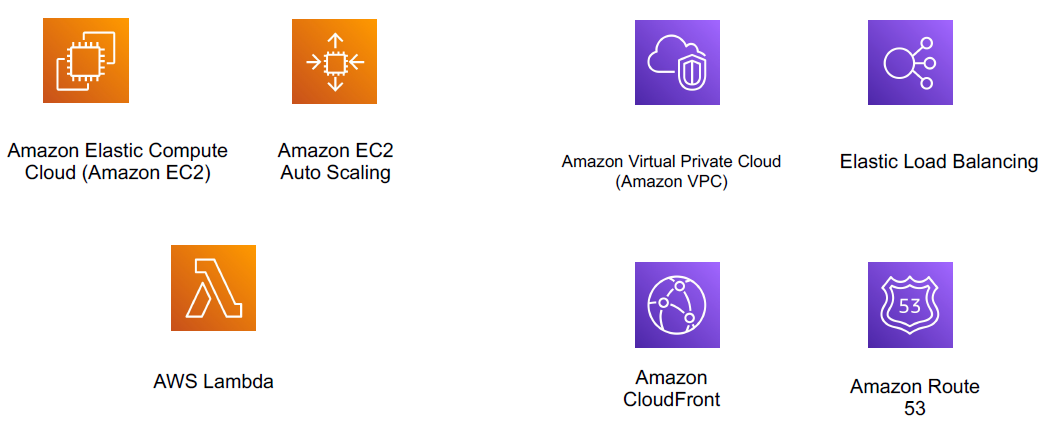 Amazon Elastic Compute
Cloud (Amazon EC2)
Amazon EC2
Auto Scaling
Amazon Virtual Private Cloud
(Amazon VPC)
Elastic Load Balancing
AWS Lambda
53
Amazon
CloudFront
Amazon Route
53